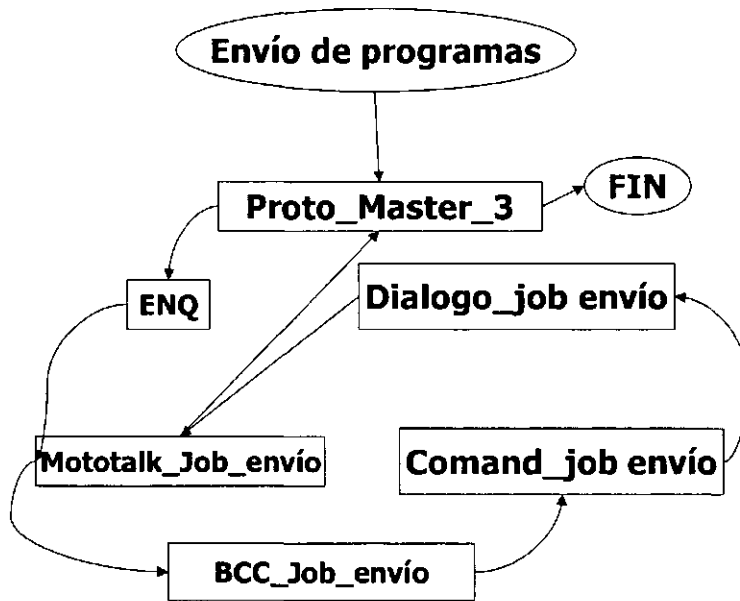 Envío de programas
FIN
Proto_Master_3
Dialogo_job envío
ENQ
Mototalk_Job_envío
Comand_job envío
BCC_Job_envío